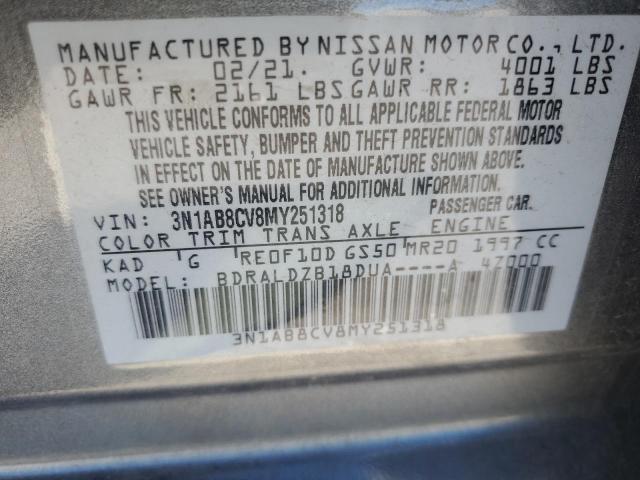 MANUFACTURED BY NISSAN MOTOR CO., LTD.
DATE: 02/21. GVWR: 4001 LBS
GAWR FR: 2161 LBS GAWR RR: 1863 LBS
THIS VEHICLE CONFORMS TO ALL APPLICABLE FEDERAL MOTOR
VEHICLE SAFETY, BUMPER AND THEFT PREVENTION STANDARDS
IN EFFECT ON THE DATE OF MANUFACTURE SHOWN ABOVE.
SEE OWNER'S MANUAL FOR ADDITIONAL INFORMATION
VIN: 3N1AB8CV8MY251318 PASSENGER CAR.
COLOR TRIM TRANS AXLE ENGINE
KAD G RE0F10D GS50 MR20 1997 CC
BDRALDZB18DUA----A 47000
3N1AB8CV8MY251318